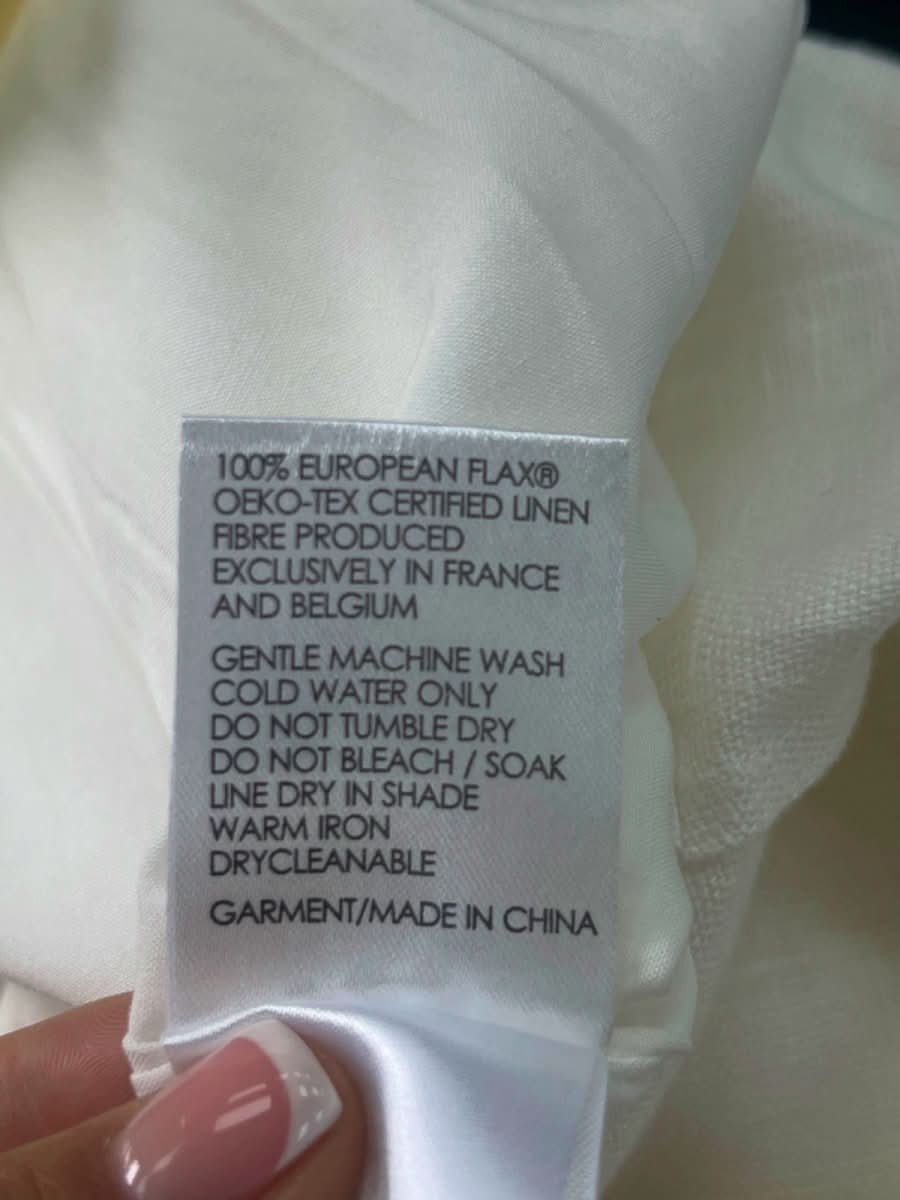 100% EUROPEAN FLAX®
OEKO-TEX CERTIFIED LINEN
FIBRE PRODUCED
EXCLUSIVELY IN FRANCE
AND BELGIUM
GENTLE MACHINE WASH
COLD WATER ONLY
DO NOT TUMBLE DRY
DO NOT BLEACH / SOAK
LINE DRY IN SHADE
WARM IRON
DRYCLEANABLE
GARMENT/MADE IN CHINA